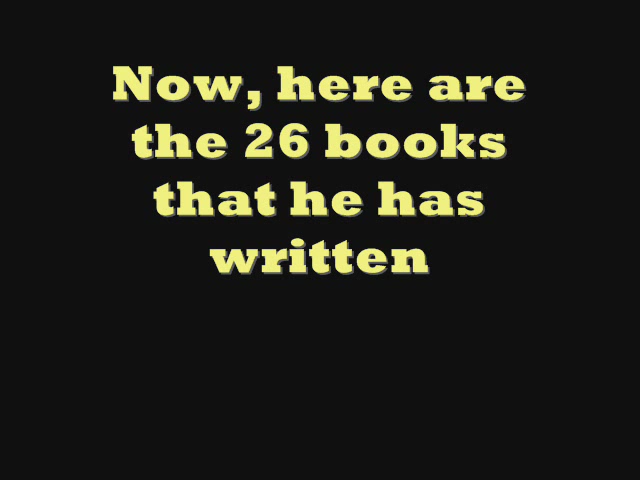 Now, here are
the 26 books
that he has
written